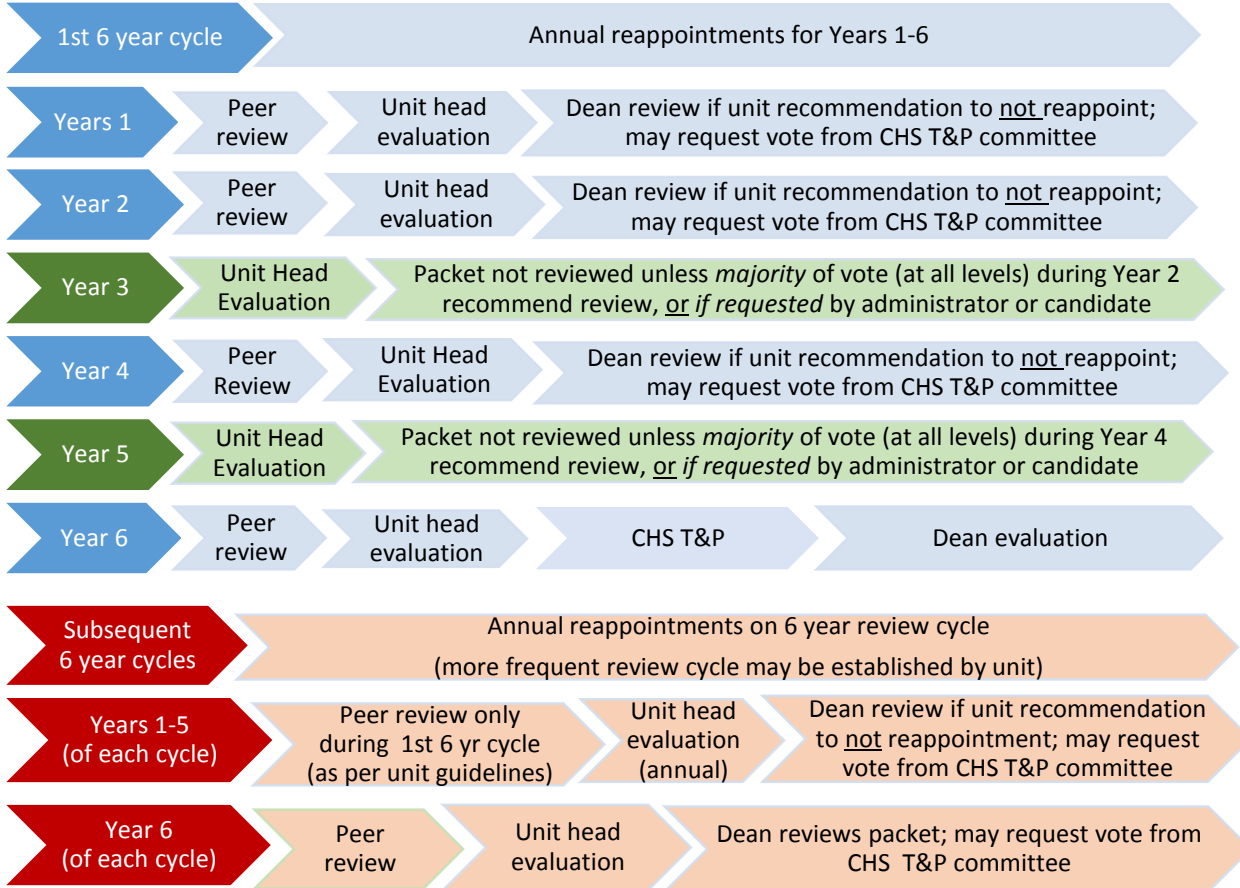 1st 6 year cycle
Annual reappointments for Years 1-6
Years 1
Peer
review
Unit head
evaluation
Dean review if unit recommendation to not reappoint;
may request vote from CHS T&P committee
Year 2
Peer
review
Unit head
evaluation
Dean review if unit recommendation to not reappoint;
may request vote from CHS T&P committee
Year 3
Unit Head
Evaluation
Packet not reviewed unless majority of vote (at all levels) during Year 2
recommend review, or if requested by administrator or candidate
Year 4
Peer
Review
Unit Head
Evaluation
Dean review if unit recommendation to not reappoint;
may request vote from CHS T&P committee
Year 5
Unit Head
Evaluation
Packet not reviewed unless majority of vote (at all levels) during Year 4
recommend review, or if requested by administrator or candidate
Year 6
Peer
review
Unit head
evaluation
CHS T&P
Dean evaluation
Subsequent
6 year cycles
Annual reappointments on 6 year review cycle
(more frequent review cycle may be established by unit)
Years 1-5
(of each cycle)
Peer review only
during 1st 6 yr cycle
(as per unit guidelines)
Unit head
evaluation
(annual)
Dean review if unit recommendation
to not reappointment; may request
vote from CHS T&P committee
Year 6
(of each cycle)
Peer
review
Unit head
evaluation
Dean reviews packet; may request vote from
CHS T&P committee